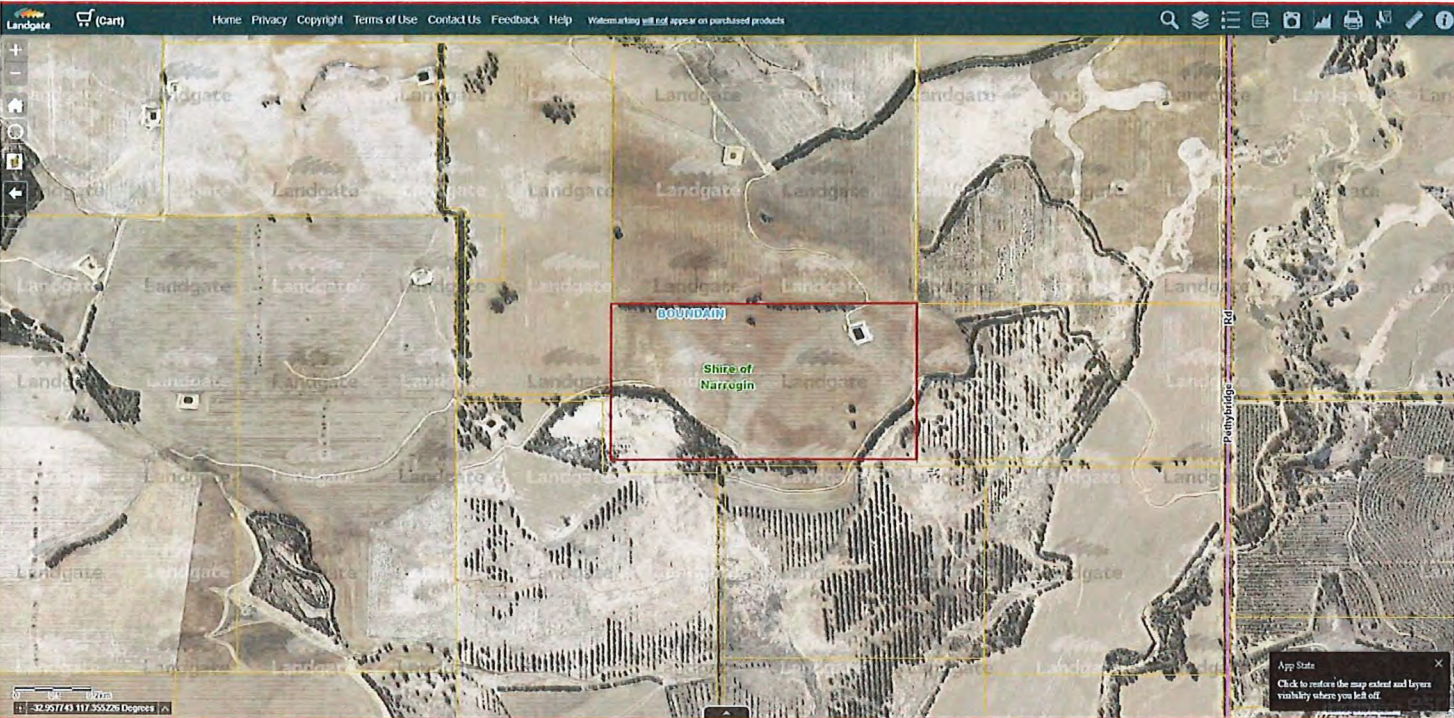 Landgate
(Cart)
Home Privacy Copyright Terms of Use Contact Us Feedback Help Watermarking will not appear on purchased products
BOUNDAIN
Shire of
Narrogin
Pettybridge Rd
App State
Click to restore the map extent and layers
visibility where you left off.
-32.957743 117.355226 Degrees